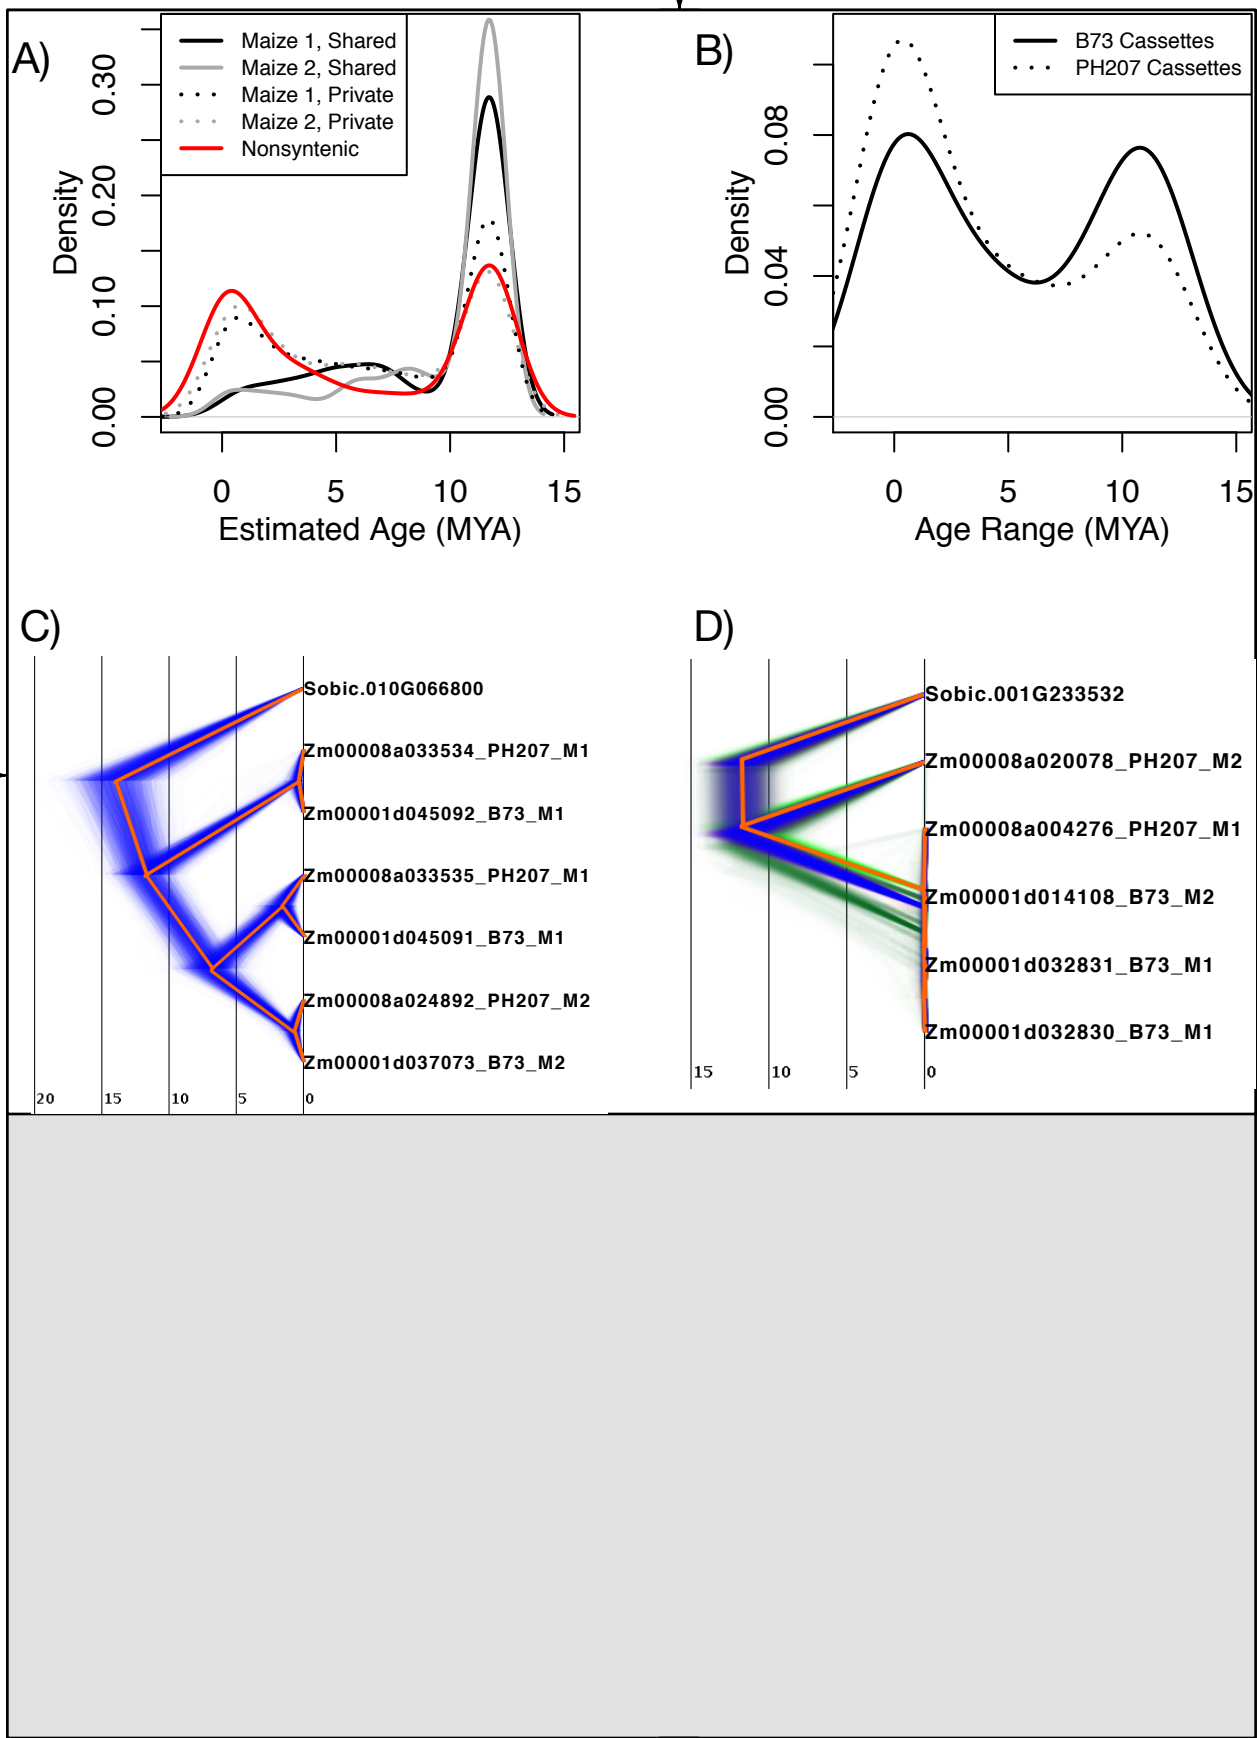 A)
Maize 1, Shared
Maize 2, Shared
Maize 1, Private
Maize 2, Private
Nonsyntenic
Density
0.00
0.10
0.20
0.30
0
5
10
15
Estimated Age (MYA)
B)
B73 Cassettes
PH207 Cassettes
Density
0.00
0.04
0.08
0
5
10
15
Age Range (MYA)
C)
Sobic.010G066800
Zm00008a033534_PH207_M1
Zm00001d045092_B73_M1
Zm00008a033535_PH207_M1
Zm00001d045091_B73_M1
Zm00008a024892_PH207_M2
Zm00001d037073_B73_M2
20
15
10
5
0
D)
Sobic.001G233532
Zm00008a020078_PH207_M2
Zm00008a004276_PH207_M1
Zm00001d014108_B73_M2
Zm00001d032831_B73_M1
Zm00001d032830_B73_M1
15
10
5
0